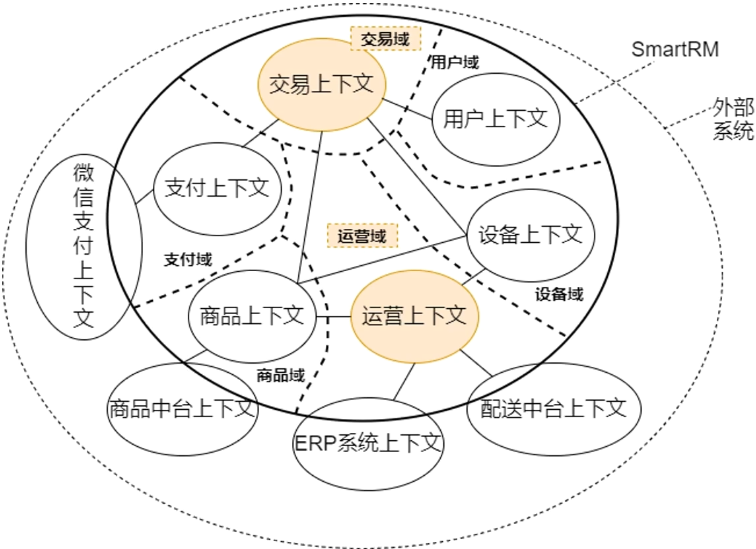 交易域
SmartRM
用户域
交易上下文
外部
系统
用户上下文
微信支付上下文
支付上下文
运营域
设备上下文
支付域
设备域
商品上下文
运营上下文
商品域
商品中台上下文
配送中台上下文
ERP系统上下文